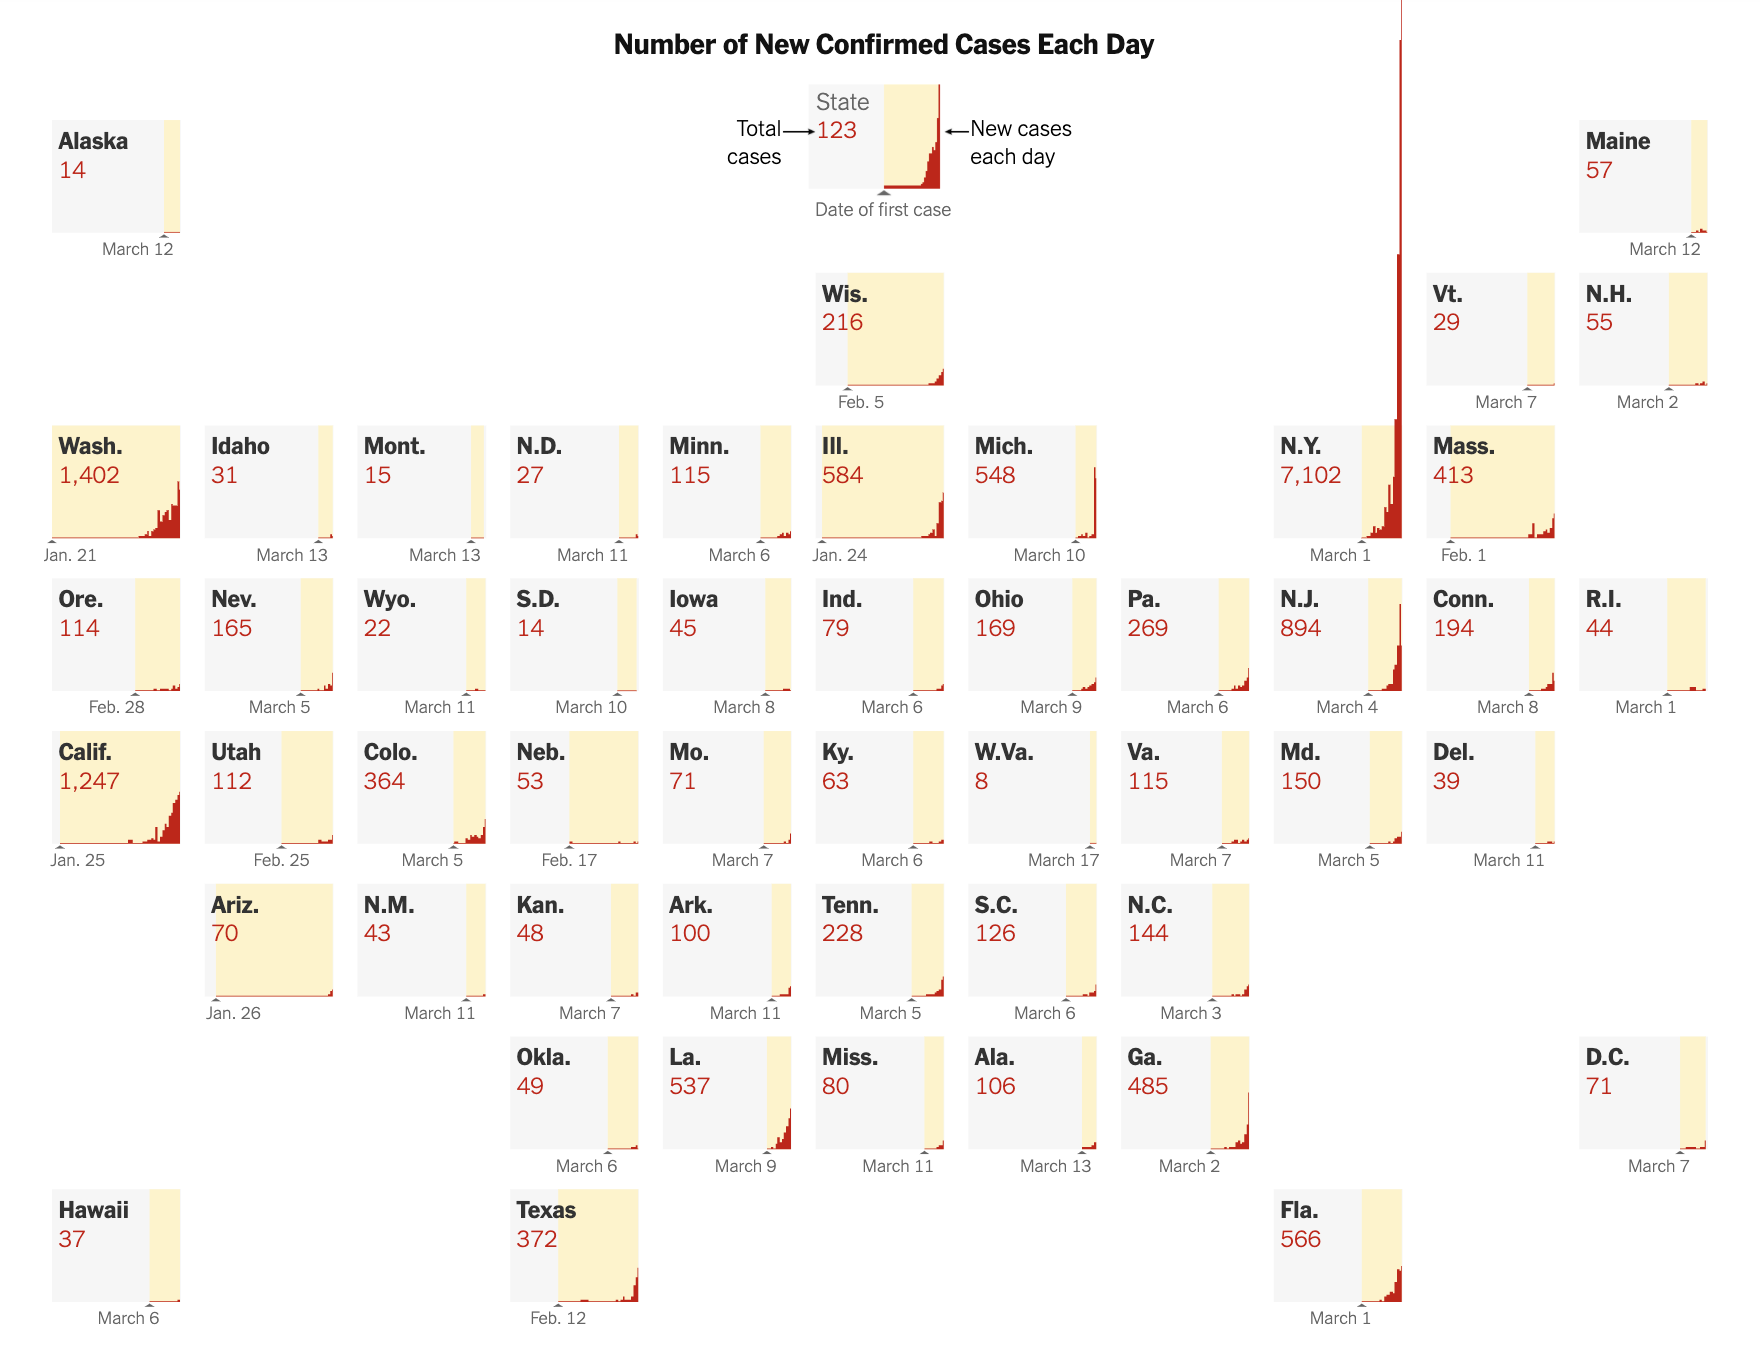 Number of New Confirmed Cases Each Day
State
Total cases
123
New cases each day
Date of first case
Alaska
14
March 12
Maine
57
March 12
Wis.
216
Feb. 5
Vt.
29
March 7
N.H.
55
March 2
Wash.
1,402
Jan. 21
Idaho
31
March 13
Mont.
15
March 13
N.D.
27
March 11
Minn.
115
March 6
Ill.
584
Jan. 24
Mich.
548
March 10
N.Y.
7,102
March 1
Mass.
413
Feb. 1
Ore.
114
Feb. 28
Nev.
165
March 5
Wyo.
22
March 11
S.D.
14
March 10
Iowa
45
March 8
Ind.
79
March 6
Ohio
169
March 9
Pa.
269
March 6
N.J.
894
March 4
Conn.
194
March 8
R.I.
44
March 1
Calif.
1,247
Jan. 25
Utah
112
Feb. 25
Colo.
364
March 5
Neb.
53
Feb. 17
Mo.
71
March 7
Ky.
63
March 6
W.Va.
8
March 17
Va.
115
March 7
Md.
150
March 5
Del.
39
March 11
Ariz.
70
Jan. 26
N.M.
43
March 11
Kan.
48
March 7
Ark.
100
March 11
Tenn.
228
March 5
S.C.
126
March 6
N.C.
144
March 3
Okla.
49
March 6
La.
537
March 9
Miss.
80
March 11
Ala.
106
March 13
Ga.
485
March 2
D.C.
71
March 7
Hawaii
37
March 6
Texas
372
Feb. 12
Fla.
566
March 1